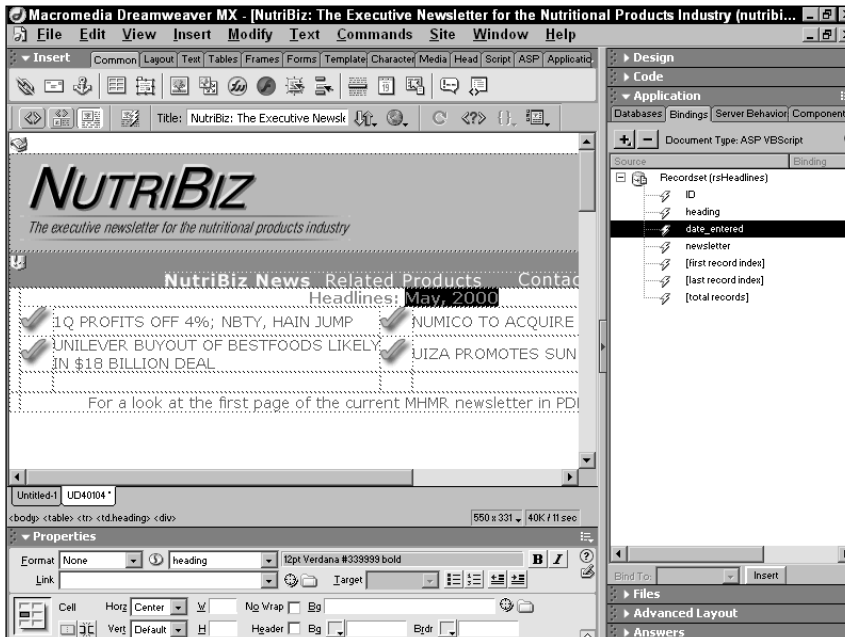 Macromedia Dreamweaver MX - [NutriBiz: The Executive Newsletter for the Nutritional Products Industry (nutribi...
File Edit View Insert Modify Text Commands Site Window Help
Insert Common Layout Text Tables Frames Forms Template Character Media Head Script ASP Applicatio
Title: NutriBiz: The Executive Newsle
NUTRIBIZ
The executive newsletter for the nutritional products industry
NutriBiz News Related Products Contac
Headlines: May, 2000
1Q PROFITS OFF 4%; NBTY, HAIN JUMP NUMICO TO ACQUIRE
UNILEVER BUYOUT OF BESTFOODS LIKELY
IN $18 BILLION DEAL
UIZA PROMOTES SUN
For a look at the first page of the current MHMR newsletter in PDF
Untitled-1 UD40104*
<body> <table> <tr> <td.heading> <div> 550 x 331 40K / 11 sec
Properties
Format None heading 12pt Verdana #339999 bold B I
Link Target
Cell Horz Center W No Wrap Bg
Vert Default H Header Bg Brdr
Design
Code
Application
Databases Bindings Server Behavior Component
Document Type: ASP VBScript
Source Binding
Recordset (rsHeadlines)
ID
heading
date_entered
newsletter
[first record index]
[last record index]
[total records]
Bind To: Insert
Files
Advanced Layout
Answers